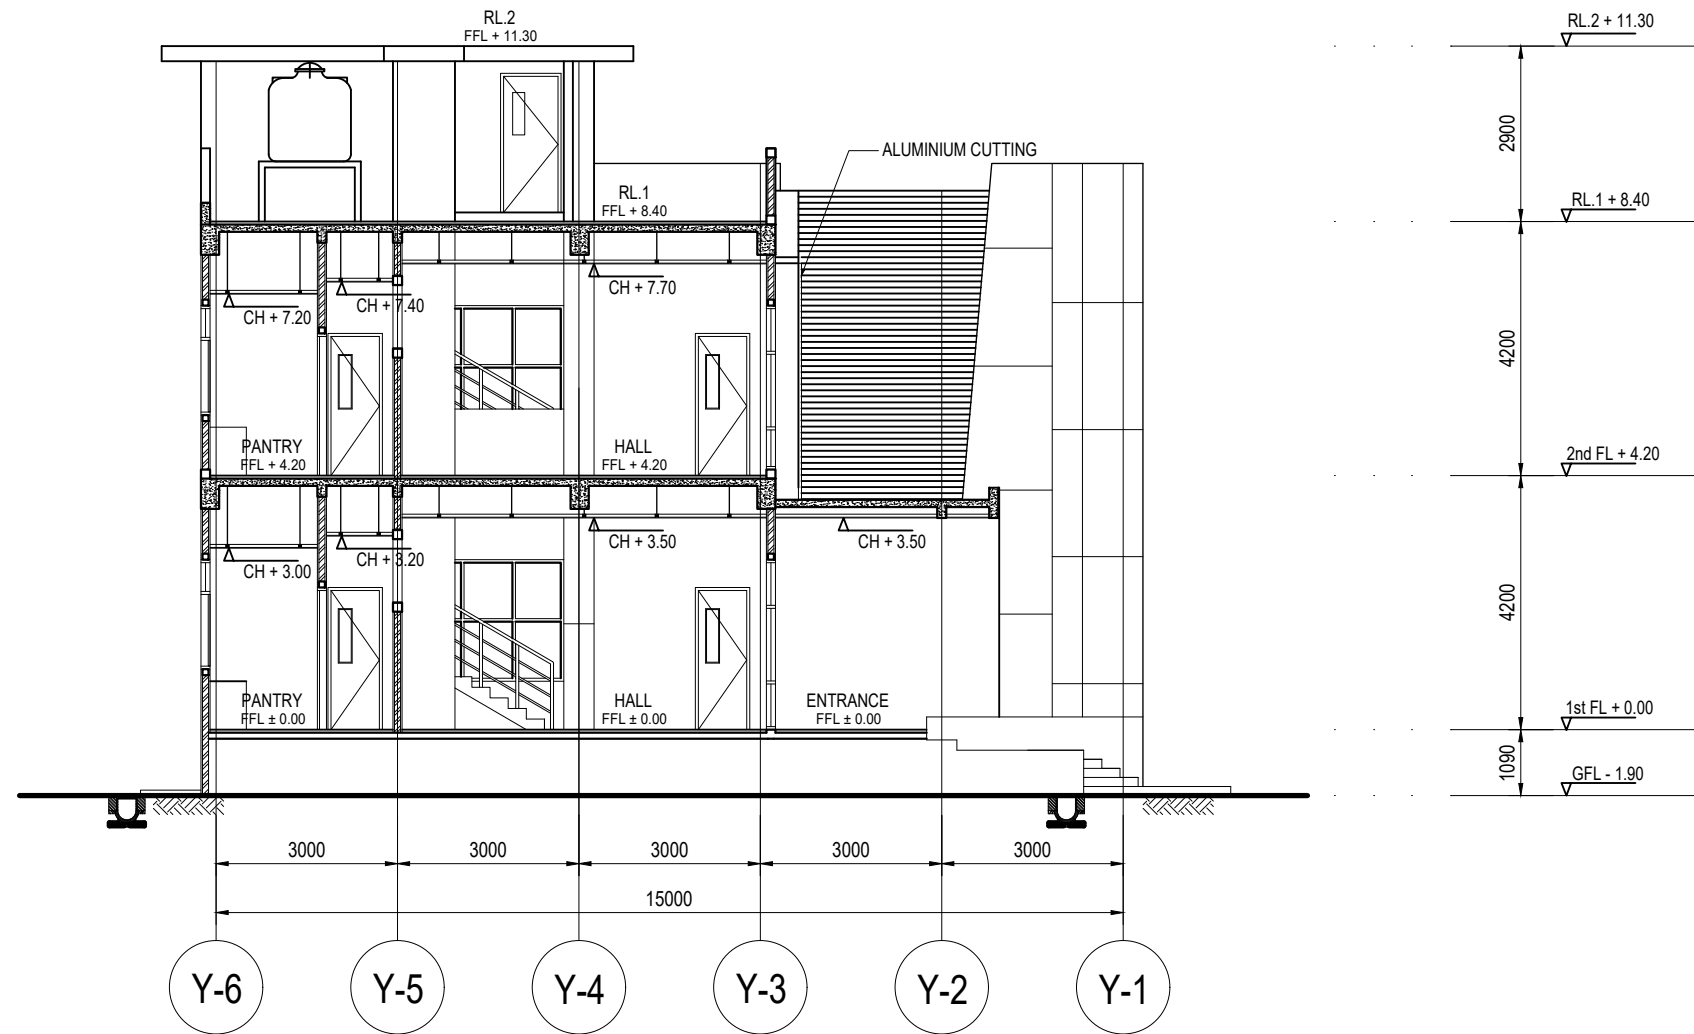 RL.2
FFL + 11.30
RL.2 + 11.30
2900
ALUMINIUM CUTTING
RL.1
FFL + 8.40
RL.1 + 8.40
CH + 7.20
CH + 7.40
CH + 7.70
4200
PANTRY
FFL + 4.20
HALL
FFL + 4.20
2nd FL + 4.20
CH + 3.00
CH + 3.20
CH + 3.50
CH + 3.50
4200
PANTRY
FFL ± 0.00
HALL
FFL ± 0.00
ENTRANCE
FFL ± 0.00
1st FL + 0.00
1090
GFL - 1.90
3000 3000 3000 3000 3000
15000
Y-6 Y-5 Y-4 Y-3 Y-2 Y-1